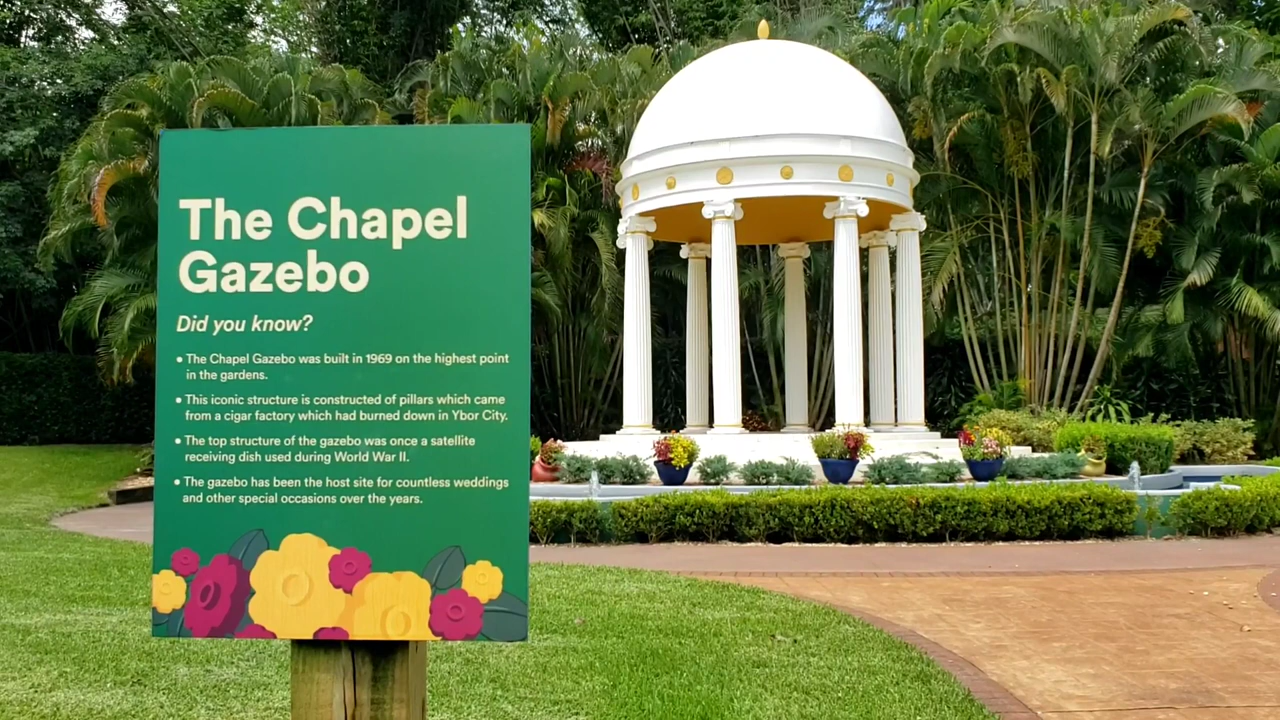 The Chapel
Gazebo
Did you know?
• The Chapel Gazebo was built in 1969 on the highest point
in the gardens.
• This iconic structure is constructed of pillars which came
from a cigar factory which had burned down in Ybor City.
• The top structure of the gazebo was once a satellite
receiving dish used during World War II.
• The gazebo has been the host site for countless weddings
and other special occasions over the years.